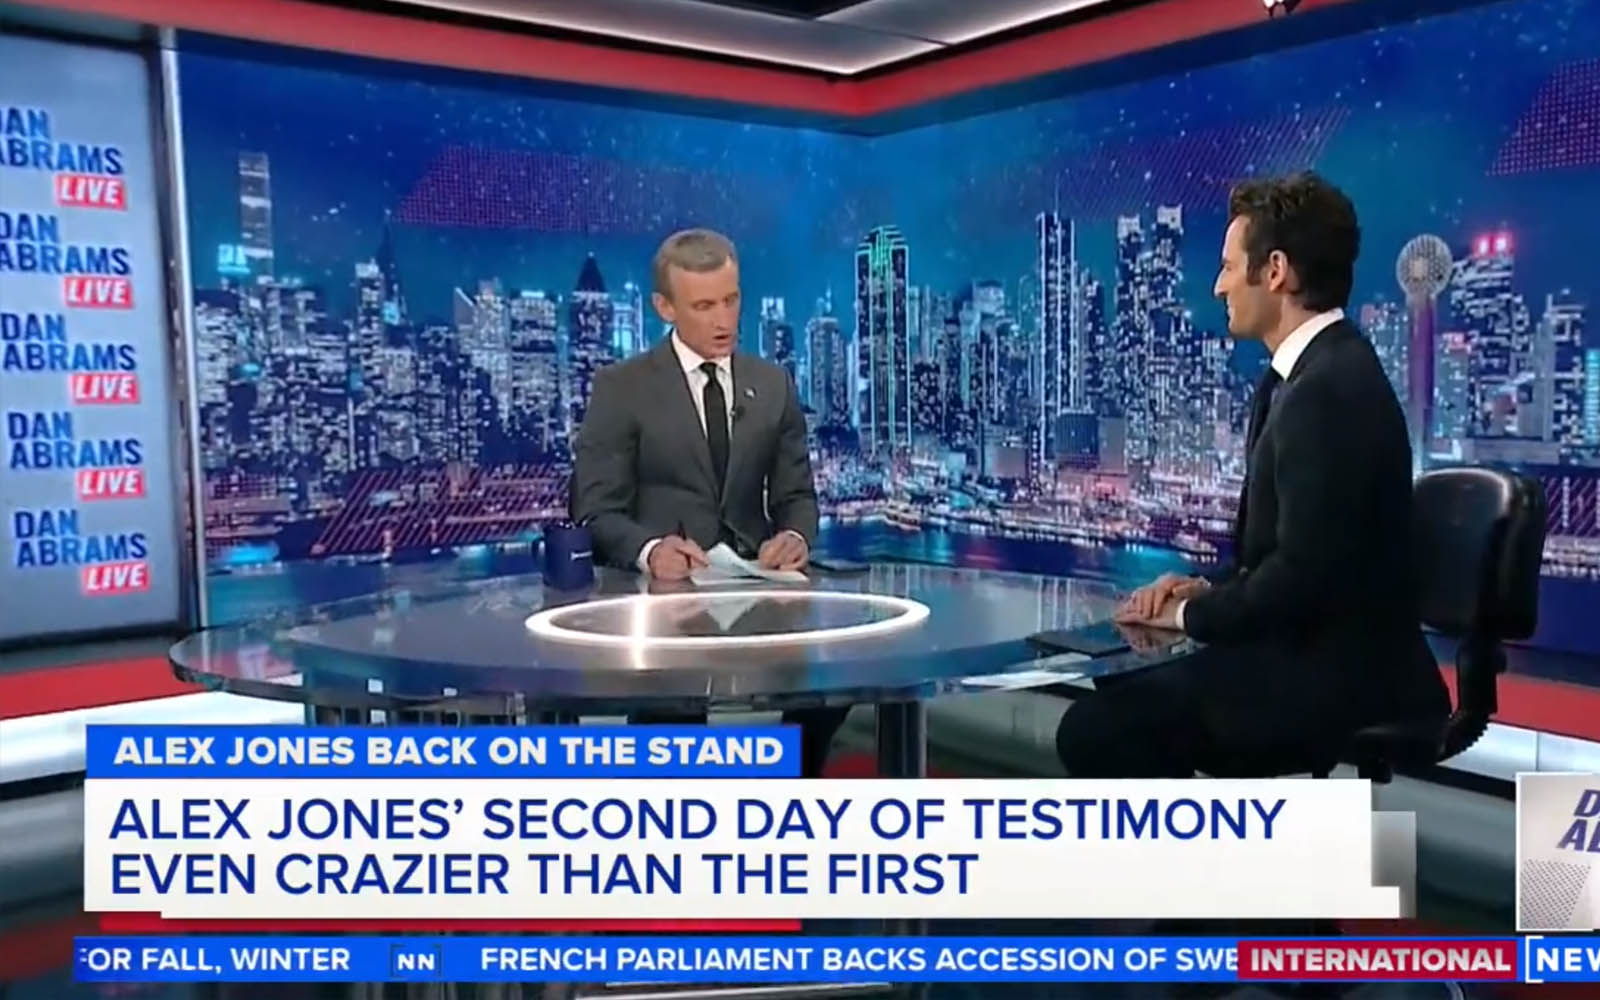 DAN
ABRAMS
LIVE
DAN
ABRAMS
LIVE
DAN
ABRAMS
LIVE
DAN
ABRAMS
LIVE
DAN
ABRAMS
LIVE
ALEX JONES BACK ON THE STAND
ALEX JONES’ SECOND DAY OF TESTIMONY
EVEN CRAZIER THAN THE FIRST
FOR FALL, WINTER NN FRENCH PARLIAMENT BACKS ACCESSION OF SWE INTERNATIONAL